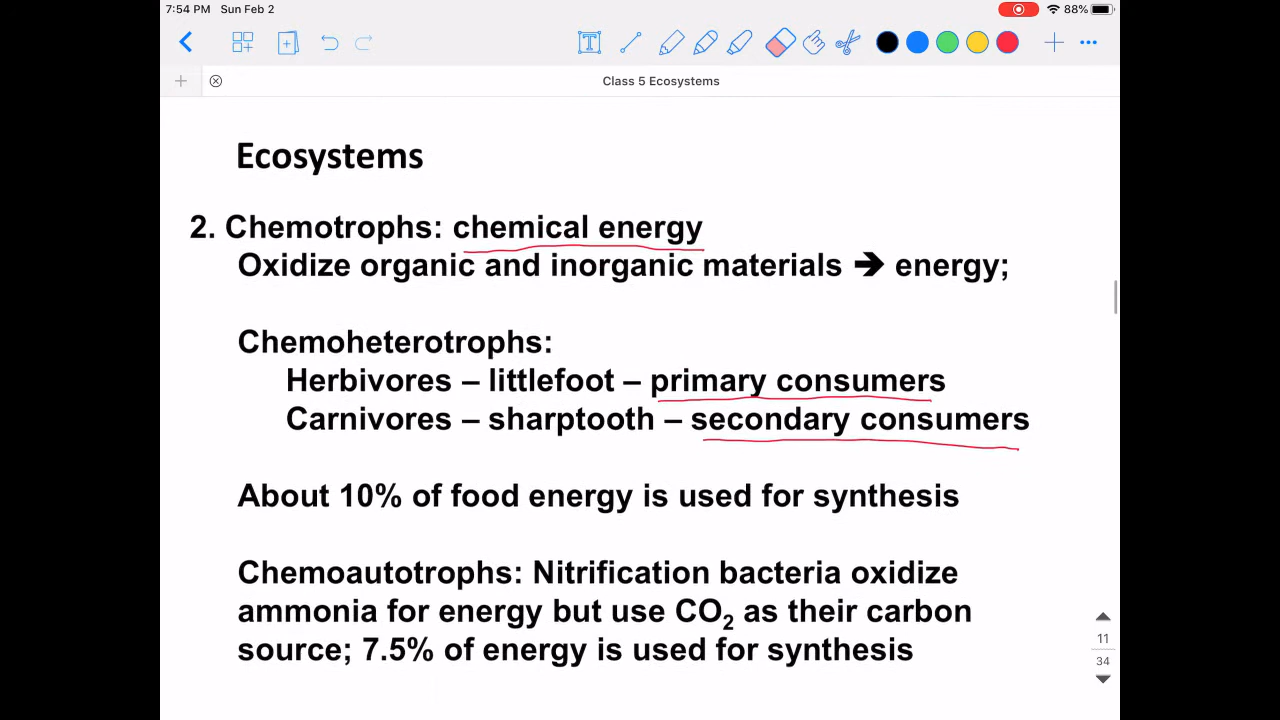 7:54 PM Sun Feb 2
88%
Class 5 Ecosystems
Ecosystems
2. Chemotrophs: chemical energy
Oxidize organic and inorganic materials ➔ energy;
Chemoheterotrophs:
Herbivores – littlefoot – primary consumers
Carnivores – sharptooth – secondary consumers
About 10% of food energy is used for synthesis
Chemoautotrophs: Nitrification bacteria oxidize
ammonia for energy but use CO₂ as their carbon
source; 7.5% of energy is used for synthesis
11
34